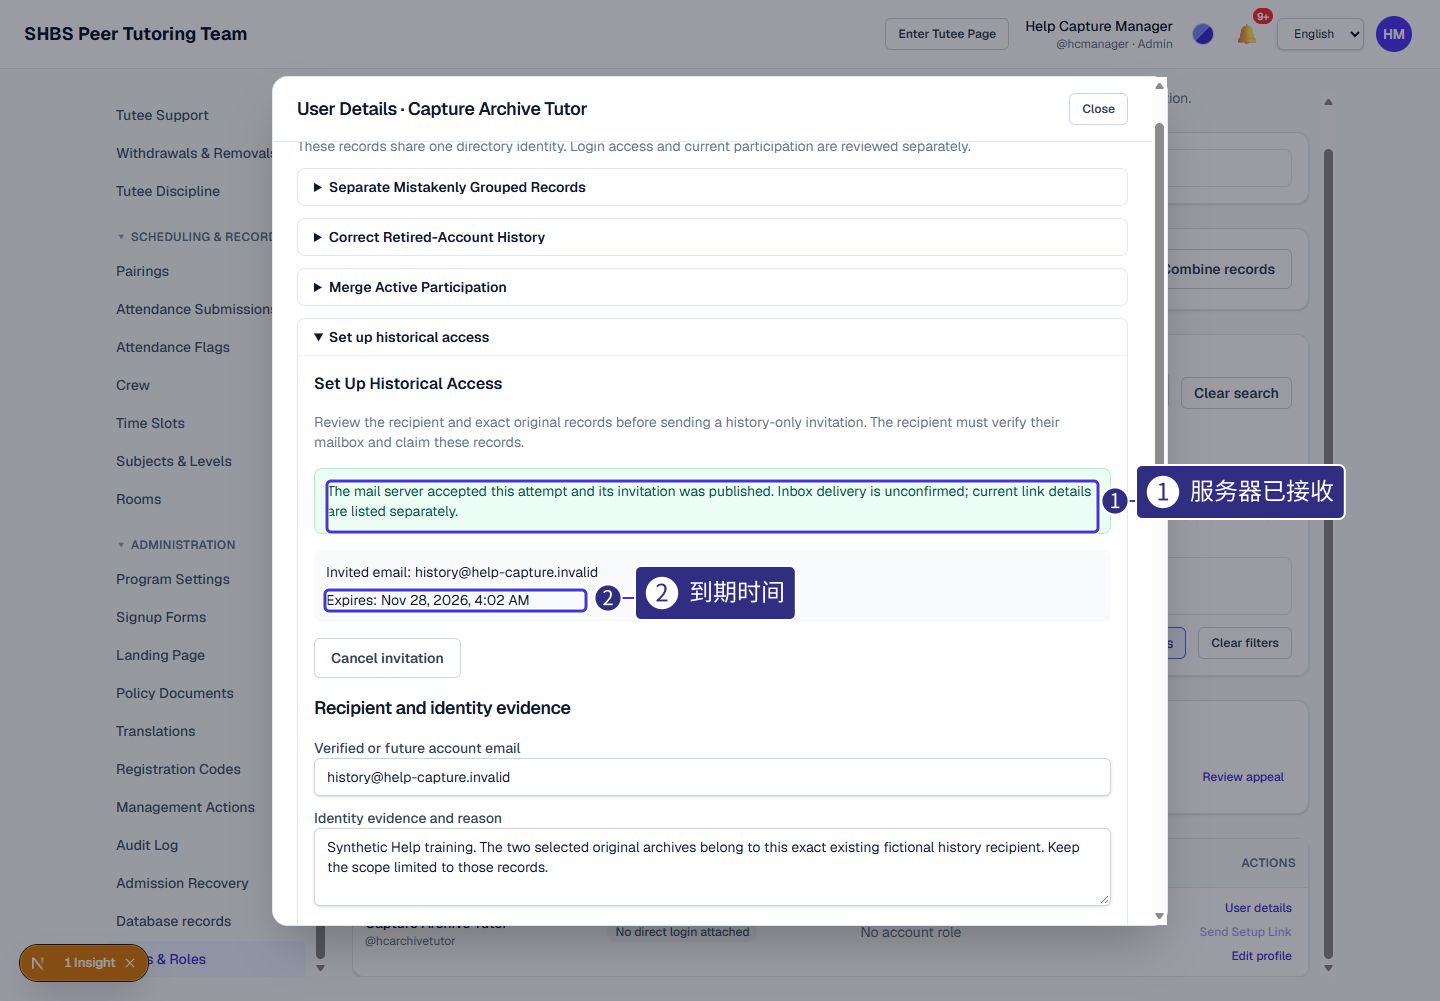 SHBS Peer Tutoring Team
Enter Tutee Page
Help Capture Manager
@hcmanager · Admin
9+
English
HM
Tutee Support
Withdrawals & Removals
Tutee Discipline
SCHEDULING & RECORD
Pairings
Attendance Submissions
Attendance Flags
Crew
Time Slots
Subjects & Levels
Rooms
ADMINISTRATION
Program Settings
Signup Forms
Landing Page
Policy Documents
Translations
Registration Codes
Management Actions
Audit Log
Admission Recovery
Database records
s & Roles
N 1 Insight ×
User Details · Capture Archive Tutor
Close
These records share one directory identity. Login access and current participation are reviewed separately.
Separate Mistakenly Grouped Records
Correct Retired-Account History
Merge Active Participation
Set up historical access
Set Up Historical Access
Review the recipient and exact original records before sending a history-only invitation. The recipient must verify their
mailbox and claim these records.
The mail server accepted this attempt and its invitation was published. Inbox delivery is unconfirmed; current link details
are listed separately.
1
1 服务器已接收
Invited email: history@help-capture.invalid
Expires: Nov 28, 2026, 4:02 AM
2
2 到期时间
Cancel invitation
Recipient and identity evidence
Verified or future account email
history@help-capture.invalid
Identity evidence and reason
Synthetic Help training. The two selected original archives belong to this exact existing fictional history recipient. Keep
the scope limited to those records.
tion.
Combine records
Clear search
s
Clear filters
Review appeal
ACTIONS
@hcarchivetutor
No direct login attached
No account role
User details
Send Setup Link
Edit profile